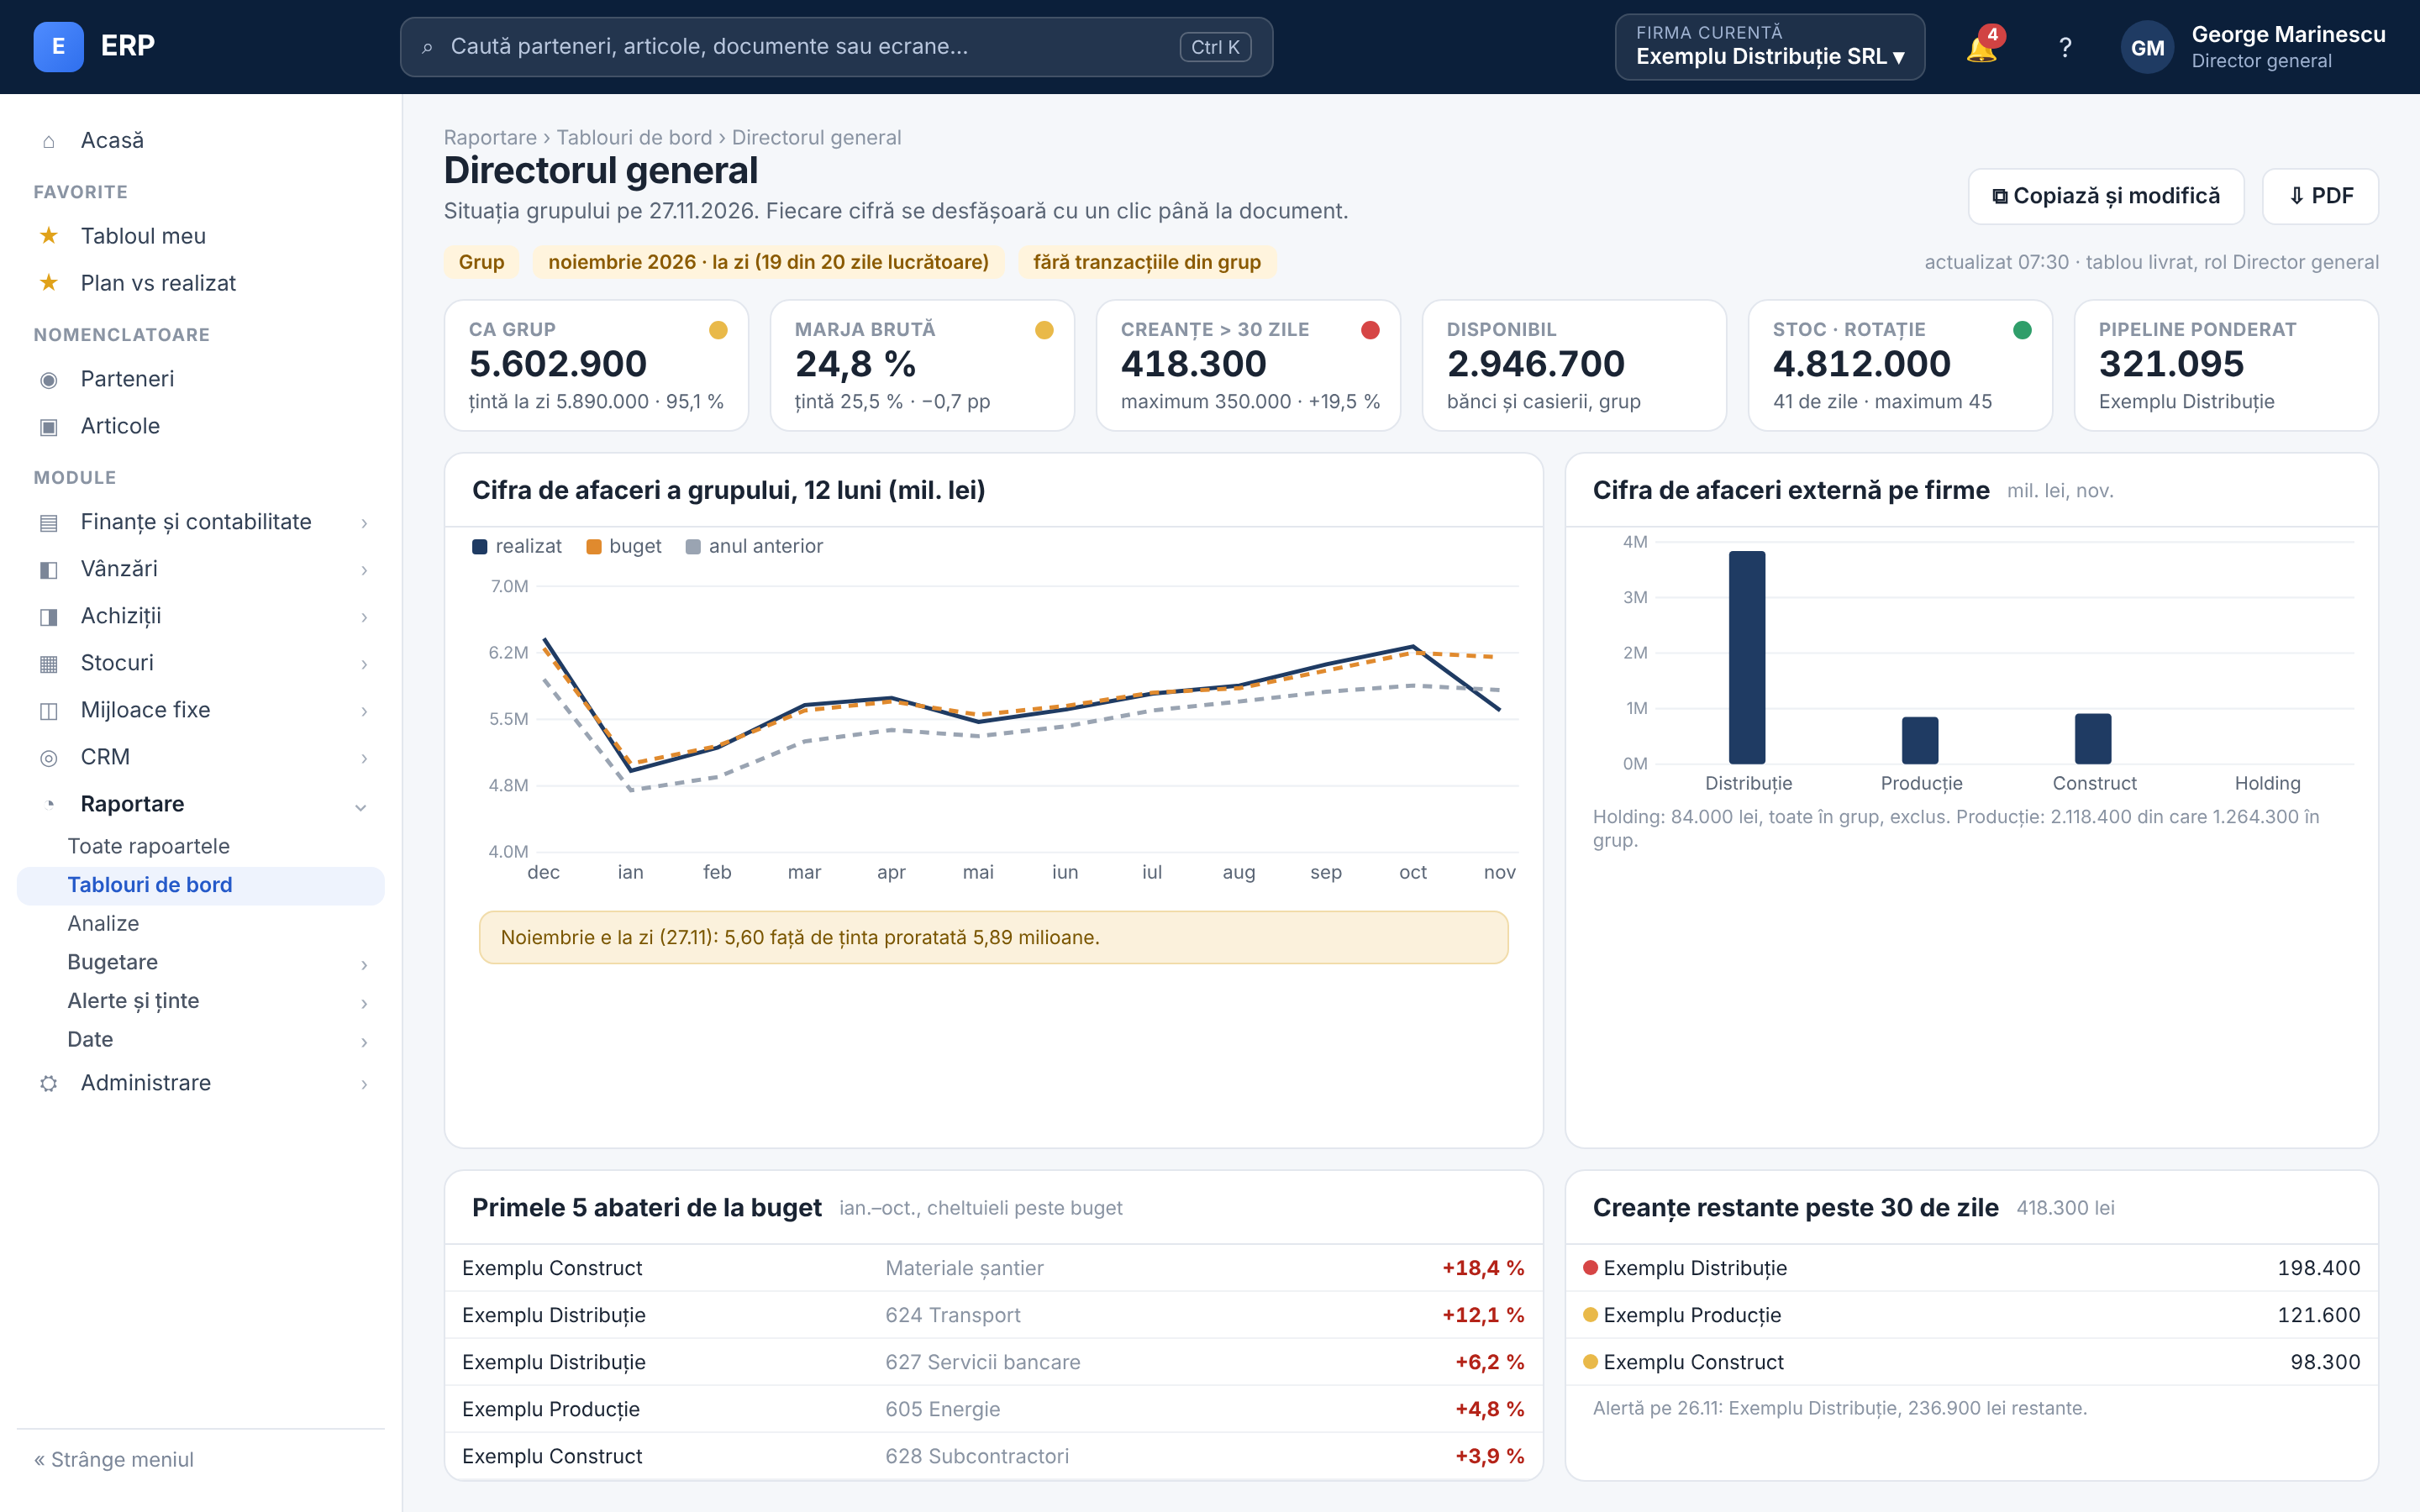 E ERP
Caută parteneri, articole, documente sau ecrane... Ctrl K
FIRMA CURENTĂ
Exemplu Distribuție SRL ▾
4
?
GM
George Marinescu
Director general
Acasă
FAVORITE
Tabloul meu
Plan vs realizat
NOMENCLATOARE
Parteneri
Articole
MODULE
Finanțe și contabilitate
Vânzări
Achiziții
Stocuri
Mijloace fixe
CRM
Raportare
Toate rapoartele
Tablouri de bord
Analize
Bugetare
Alerte și ținte
Date
Administrare
« Strânge meniul
Raportare › Tablouri de bord › Directorul general
Directorul general
Situația grupului pe 27.11.2026. Fiecare cifră se desfășoară cu un clic până la document.
Copiază și modifică
PDF
Grup
noiembrie 2026 · la zi (19 din 20 zile lucrătoare)
fără tranzacțiile din grup
actualizat 07:30 · tablou livrat, rol Director general
CA GRUP
5.602.900
țintă la zi 5.890.000 · 95,1 %
MARJA BRUTĂ
24,8 %
țintă 25,5 % · −0,7 pp
CREANȚE > 30 ZILE
418.300
maximum 350.000 · +19,5 %
DISPONIBIL
2.946.700
bănci și casierii, grup
STOC · ROTAȚIE
4.812.000
41 de zile · maximum 45
PIPELINE PONDERAT
321.095
Exemplu Distribuție
Cifra de afaceri a grupului, 12 luni (mil. lei)
realizat buget anul anterior
7.0M
6.2M
5.5M
4.8M
4.0M
dec ian feb mar apr mai iun iul aug sep oct nov
Noiembrie e la zi (27.11): 5,60 față de ținta proratată 5,89 milioane.
Cifra de afaceri externă pe firme mil. lei, nov.
4M
3M
2M
1M
0M
Distribuție Producție Construct Holding
Holding: 84.000 lei, toate în grup, exclus. Producție: 2.118.400 din care 1.264.300 în
grup.
Primele 5 abateri de la buget ian.–oct., cheltuieli peste buget
Exemplu Construct Materiale șantier +18,4 %
Exemplu Distribuție 624 Transport +12,1 %
Exemplu Distribuție 627 Servicii bancare +6,2 %
Exemplu Producție 605 Energie +4,8 %
Exemplu Construct 628 Subcontractori +3,9 %
Creanțe restante peste 30 de zile 418.300 lei
Exemplu Distribuție 198.400
Exemplu Producție 121.600
Exemplu Construct 98.300
Alertă pe 26.11: Exemplu Distribuție, 236.900 lei restante.